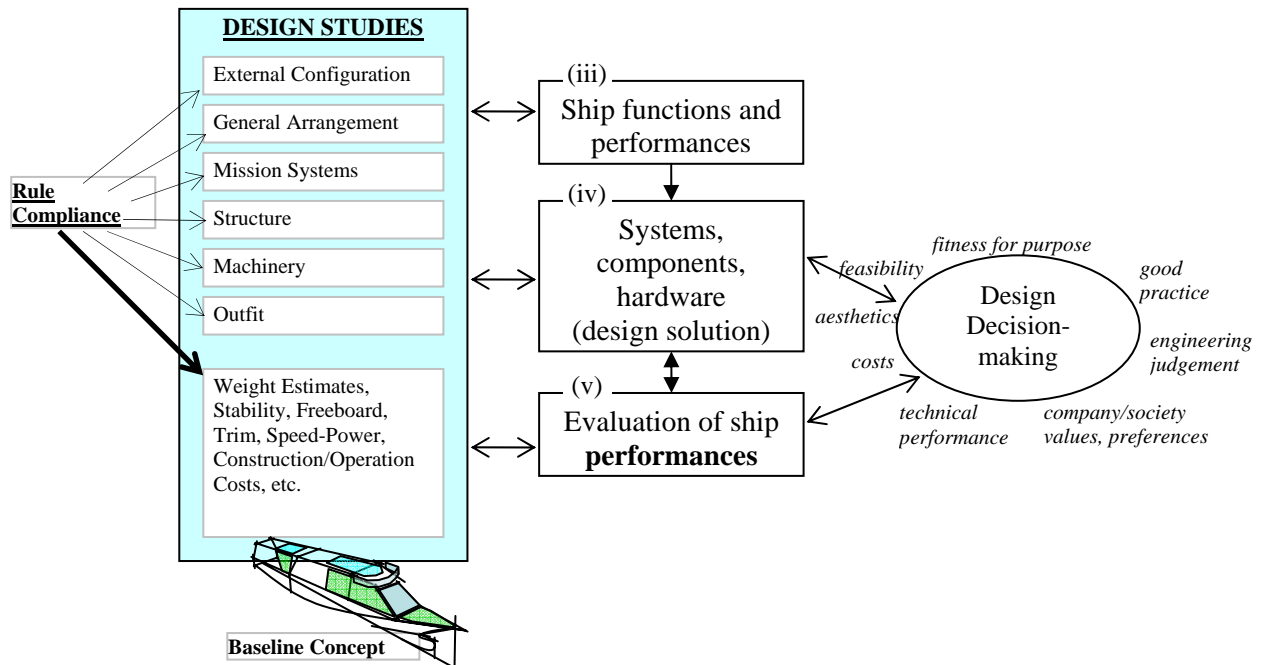 DESIGN STUDIES
External Configuration
General Arrangement
Mission Systems
Structure
Machinery
Outfit
Weight Estimates,
Stability, Freeboard,
Trim, Speed-Power,
Construction/Operation
Costs, etc.
Rule
Compliance
Baseline Concept
(iii)
Ship functions and
performances
(iv)
Systems,
components,
hardware
(design solution)
(v)
Evaluation of ship
performances
Design
Decision-
making
fitness for purpose
feasibility
good
practice
aesthetics
engineering
judgement
costs
technical
performance
company/society
values, preferences